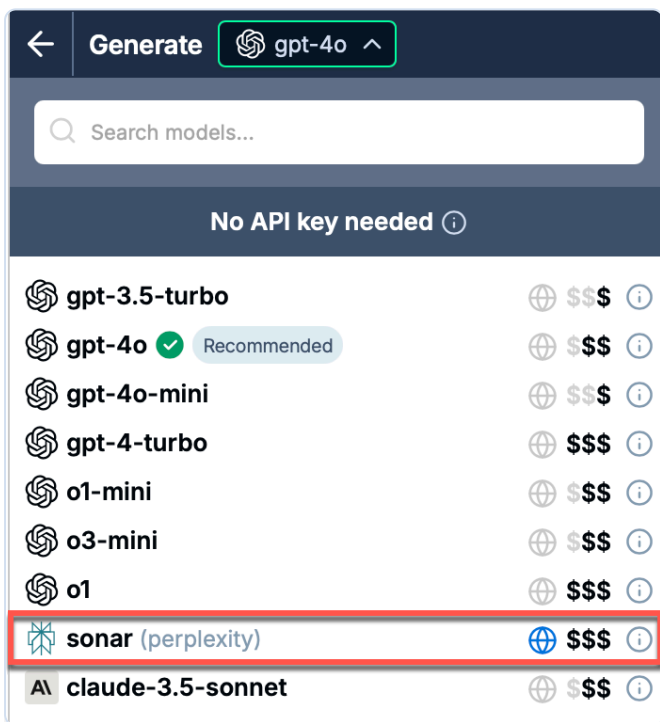 Generate gpt-4o
Search models...
No API key needed
gpt-3.5-turbo $$$
gpt-4o Recommended $$$
gpt-4o-mini $$$
gpt-4-turbo $$$
o1-mini $$$
o3-mini $$$
o1 $$$
sonar (perplexity) $$$
claude-3.5-sonnet $$$